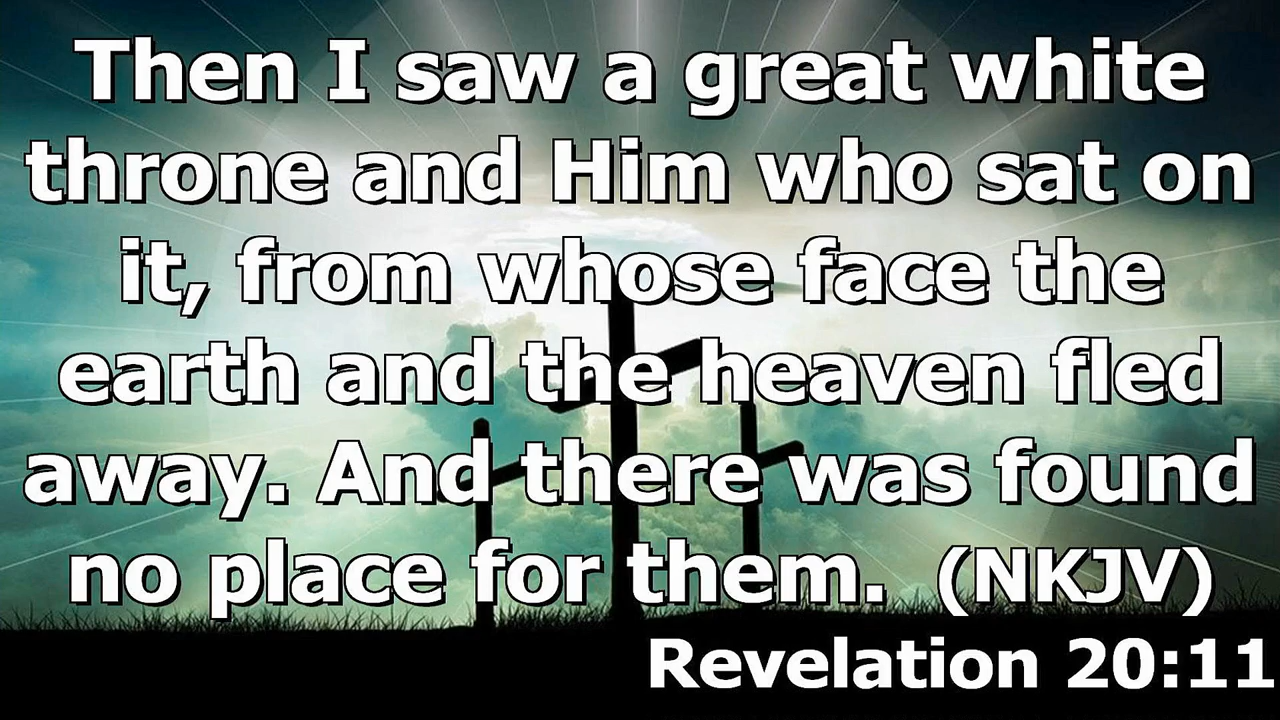 Then I saw a great white
throne and Him who sat on
it, from whose face the
earth and the heaven fled
away. And there was found
no place for them. (NKJV)
Revelation 20:11